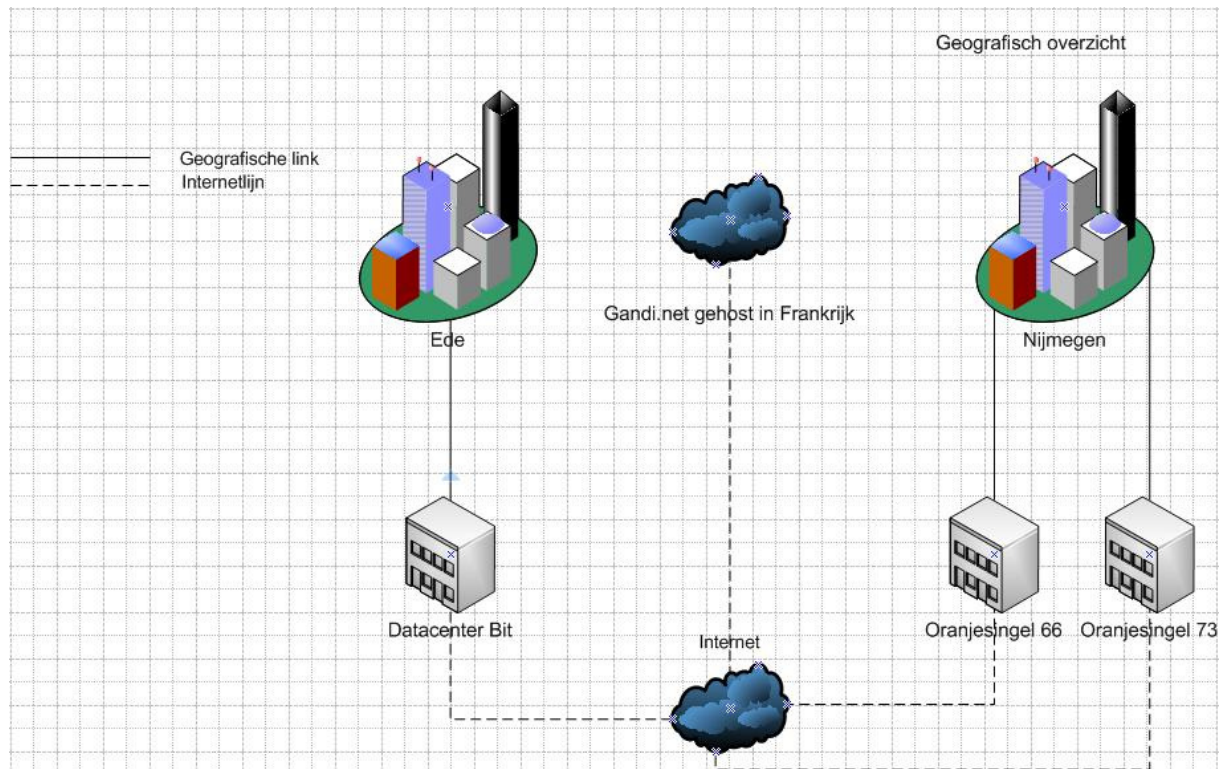 Geografisch overzicht
Geografische link
Internetlijn
Gandi.net gehost in Frankrijk
Ede
Nijmegen
Datacenter Bit
Oranjesingel 66
Oranjesingel 73
Internet